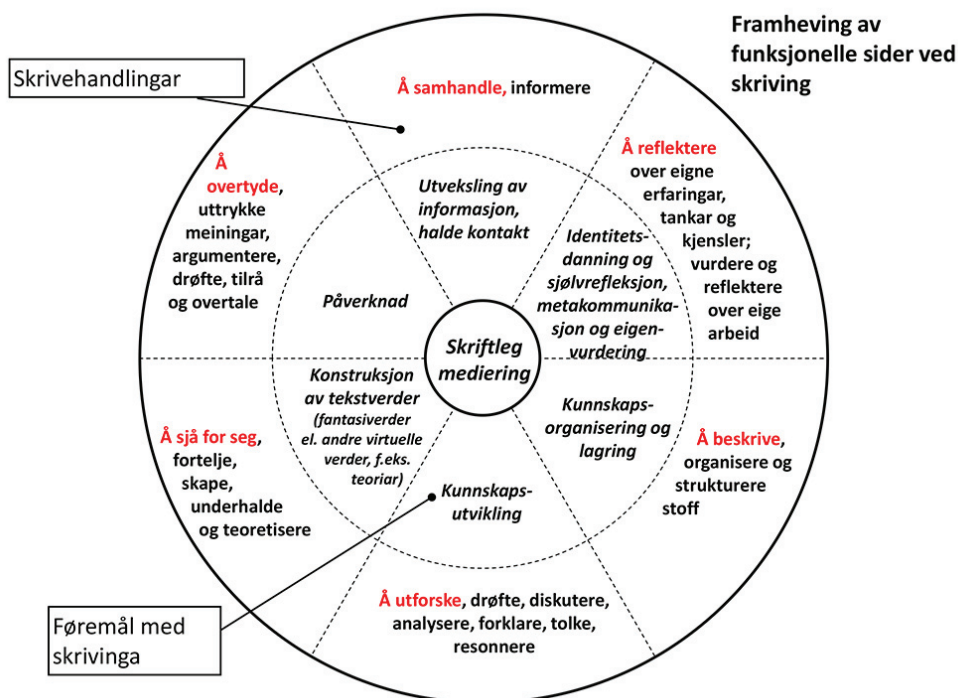 Framheving av
funksjonelle sider ved
skriving
Skrivehandlingar
Å samhandle, informere
Å reflektere
over eigne
erfaringar,
tankar og
kjensler;
vurdere og
reflektere
over eige
arbeid
Å
overtyde,
uttrykke
meiningar,
argumentere,
drøfte, tilrå
og overtale
Utveksling av
informasjon,
halde kontakt
Identitets-
danning og
sjølvrefleksjon,
metakommunika-
sjon og eigen-
vurdering
Påverknad
Skriftleg
mediering
Konstruksjon
av tekstverder
(fantasiverder
el. andre virtuelle
verder, f.eks.
teoriar)
Kunnskaps-
organisering og
lagring
Å sjå for seg,
fortelje,
skape,
underhalde
og teoretisere
Å beskrive,
organisere og
strukturere
stoff
Kunnskaps-
utvikling
Å utforske, drøfte, diskutere,
analysere, forklare, tolke,
resonnere
Føremål med
skrivinga